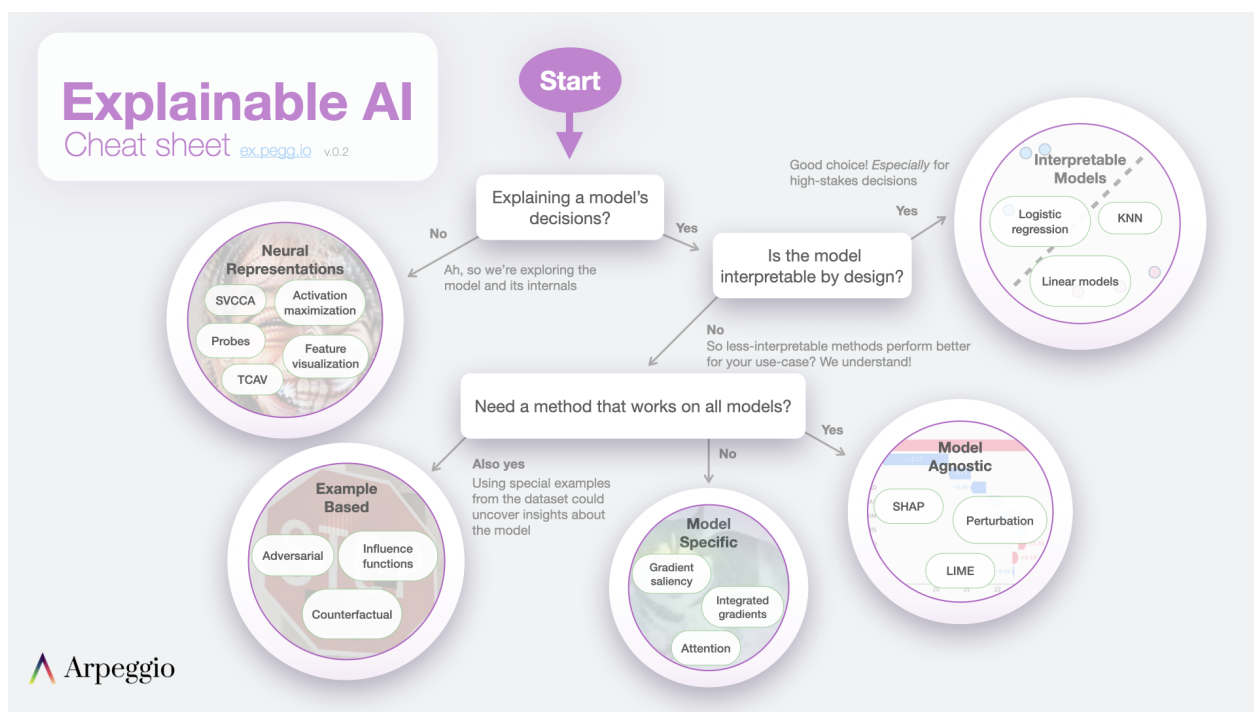 Explainable AI
Cheat sheet ex.pegg.io v.0.2
Start
Explaining a model's
decisions?
No
Ah, so we're exploring the
model and its internals
Yes
Is the model
interpretable by design?
Yes
Good choice! Especially for
high-stakes decisions
Interpretable
Models
Logistic
regression
KNN
Linear models
Neural
Representations
SVCCA
Activation
maximization
Probes
Feature
visualization
TCAV
No
So less-interpretable methods perform better
for your use-case? We understand!
Need a method that works on all models?
Also yes
Using special examples
from the dataset could
uncover insights about
the model
No
Yes
Example
Based
Adversarial
Influence
functions
Counterfactual
Model
Specific
Gradient
saliency
Integrated
gradients
Attention
Model
Agnostic
SHAP
Perturbation
LIME
Arpeggio